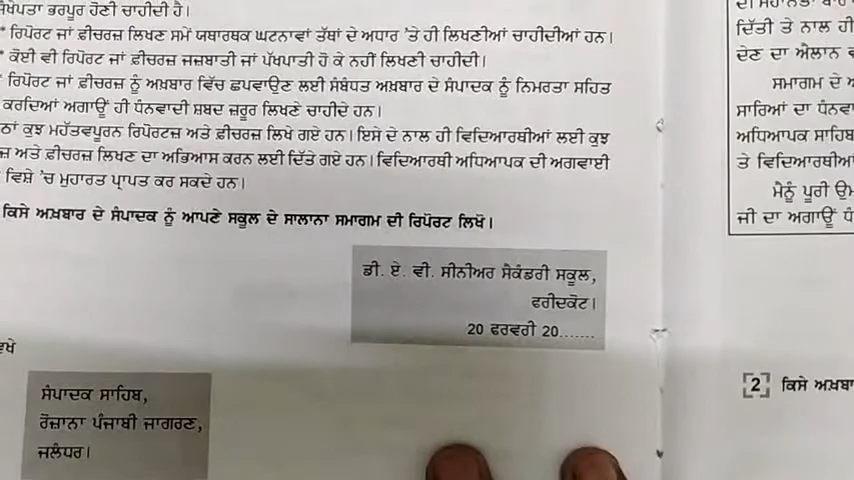 ਭਰਪੂਰ ਹੋਣੀ ਚਾਹੀਦੀ ਹੈ।
* ਰਿਪੋਰਟ ਜਾਂ ਫ਼ੀਚਰਜ਼ ਲਿਖਣ ਸਮੇਂ ਯਥਾਰਥਕ ਘਟਨਾਵਾਂ ਤੱਥਾਂ ਦੇ ਅਧਾਰ 'ਤੇ ਹੀ ਲਿਖਣੀਆਂ ਚਾਹੀਦੀਆਂ ਹਨ।
* ਕੋਈ ਵੀ ਰਿਪੋਰਟ ਜਾਂ ਫ਼ੀਚਰਜ਼ ਜਜ਼ਬਾਤੀ ਜਾਂ ਪੱਖਪਾਤੀ ਹੋ ਕੇ ਨਹੀਂ ਲਿਖਣੀ ਚਾਹੀਦੀ।
* ਰਿਪੋਰਟ ਜਾਂ ਫ਼ੀਚਰਜ਼ ਨੂੰ ਅਖ਼ਬਾਰ ਵਿੱਚ ਛਪਵਾਉਣ ਲਈ ਸੰਬੰਧਤ ਅਖ਼ਬਾਰ ਦੇ ਸੰਪਾਦਕ ਨੂੰ ਨਿਮਰਤਾ ਸਹਿਤ
ਕਰਦਿਆਂ ਅਗਾਊਂ ਹੀ ਧੰਨਵਾਦੀ ਸ਼ਬਦ ਜ਼ਰੂਰ ਲਿਖਣੇ ਚਾਹੀਦੇ ਹਨ।
ਠਾਂ ਕੁਝ ਮਹੱਤਵਪੂਰਨ ਰਿਪੋਰਟਜ਼ ਅਤੇ ਫ਼ੀਚਰਜ਼ ਲਿਖੇ ਗਏ ਹਨ। ਇਸੇ ਦੇ ਨਾਲ ਹੀ ਵਿਦਿਆਰਥੀਆਂ ਲਈ ਕੁਝ
ਜ਼ ਅਤੇ ਫ਼ੀਚਰਜ਼ ਲਿਖਣ ਦਾ ਅਭਿਆਸ ਕਰਨ ਲਈ ਦਿੱਤੇ ਗਏ ਹਨ। ਵਿਦਿਆਰਥੀ ਅਧਿਆਪਕ ਦੀ ਅਗਵਾਈ
ਵਿਸ਼ੇ 'ਚ ਮੁਹਾਰਤ ਪ੍ਰਾਪਤ ਕਰ ਸਕਦੇ ਹਨ।
ਕਿਸੇ ਅਖ਼ਬਾਰ ਦੇ ਸੰਪਾਦਕ ਨੂੰ ਆਪਣੇ ਸਕੂਲ ਦੇ ਸਾਲਾਨਾ ਸਮਾਗਮ ਦੀ ਰਿਪੋਰਟ ਲਿਖੋ।
ਡੀ. ਏ. ਵੀ. ਸੀਨੀਅਰ ਸੈਕੰਡਰੀ ਸਕੂਲ,
ਫਰੀਦਕੋਟ।
20 ਫਰਵਰੀ 20.......
ਵਖੇ
ਸੰਪਾਦਕ ਸਾਹਿਬ,
ਰੋਜ਼ਾਨਾ ਪੰਜਾਬੀ ਜਾਗਰਣ,
ਜਲੰਧਰ।
ਦਿੱਤੀ ਤੇ ਨਾਲ ਹੀ
ਦੇਣ ਦਾ ਐਲਾਨ
ਸਮਾਗਮ ਦੇ
ਸਾਰਿਆਂ ਦਾ ਧੰਨਵਾ
ਅਧਿਆਪਕ ਸਾਹਿਬ
ਤੇ ਵਿਦਿਆਰਥੀਆਂ
ਮੈਨੂੰ ਪੂਰੀ ਉਮ
ਜੀ ਦਾ ਅਗਾਊਂ ਧੰ
2 ਕਿਸੇ ਅਖ਼ਬਾ